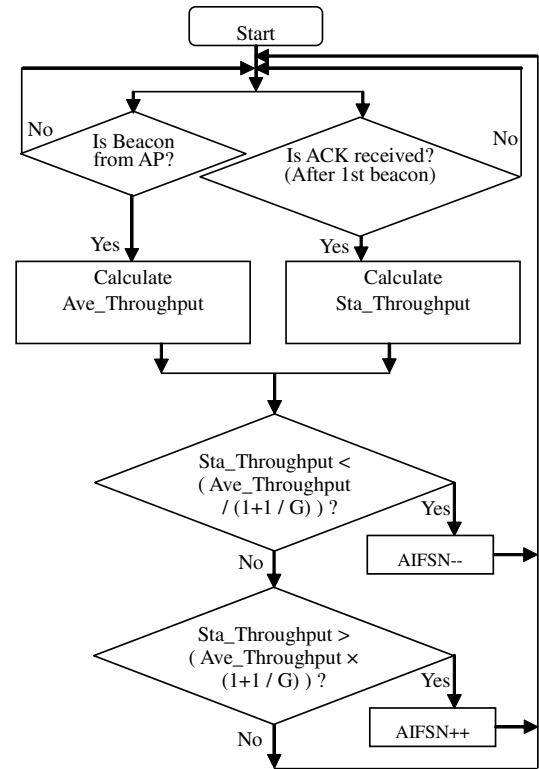 Start
No
Is Beacon
from AP?
Is ACK received?
(After 1st beacon)
No
Yes
Yes
Calculate
Ave_Throughput
Calculate
Sta_Throughput
Sta_Throughput <
( Ave_Throughput
/ (1+1 / G) ) ?
Yes
No
AIFSN--
Sta_Throughput >
( Ave_Throughput ×
(1+1 / G) ) ?
Yes
No
AIFSN++